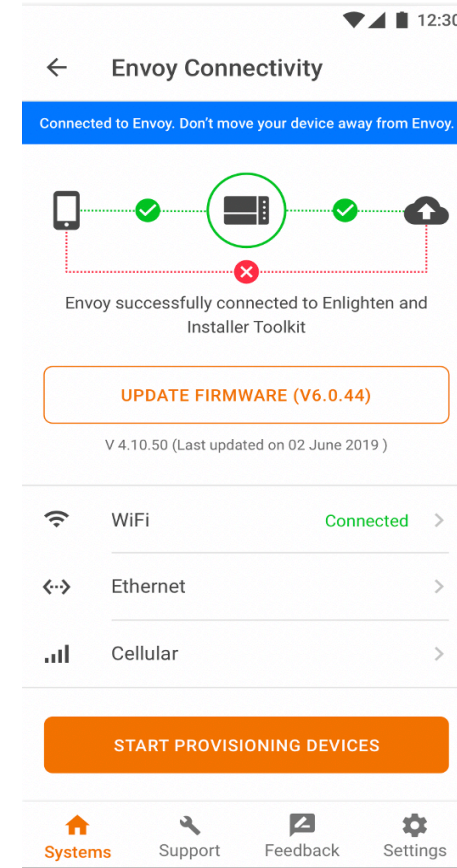 12:30
Envoy Connectivity
Connected to Envoy. Don't move your device away from Envoy.
Envoy successfully connected to Enlighten and
Installer Toolkit
UPDATE FIRMWARE (V6.0.44)
V 4.10.50 (Last updated on 02 June 2019 )
WiFi Connected
Ethernet
Cellular
START PROVISIONING DEVICES
Systems Support Feedback Settings